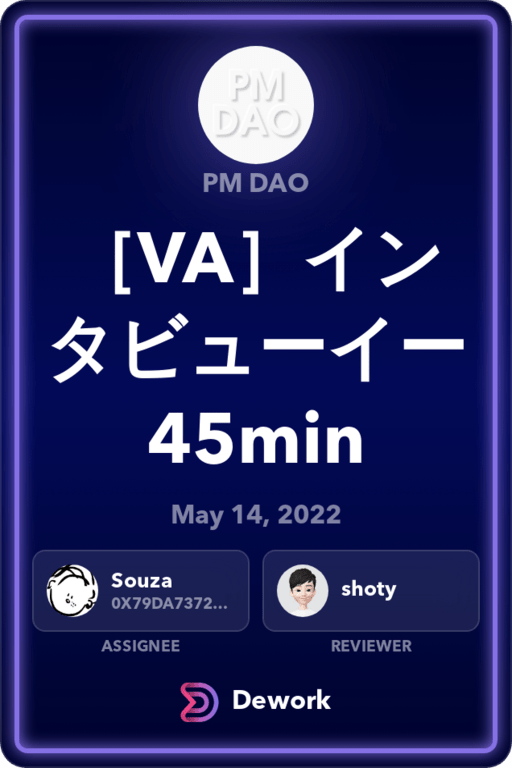 PM
DAO
PM DAO
［VA］イン
タビューイー
45min
May 14, 2022
Souza
0X79DA7372...
shoty
ASSIGNEE
REVIEWER
Dework